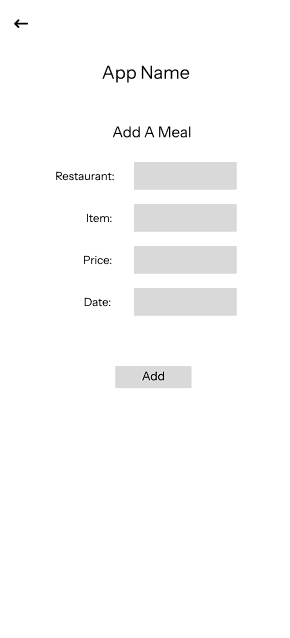 App Name
Add A Meal
Restaurant:
Item:
Price:
Date:
Add